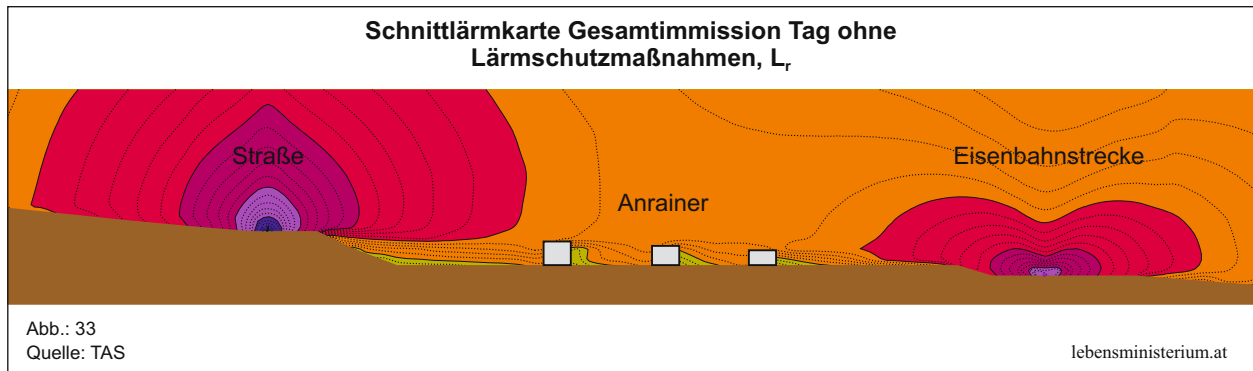 Schnittlärmkarte Gesamtimmission Tag ohne
Lärmschutzmaßnahmen, Lr
Straße
Eisenbahnstrecke
Anrainer
Abb.: 33
Quelle: TAS
lebensministerium.at